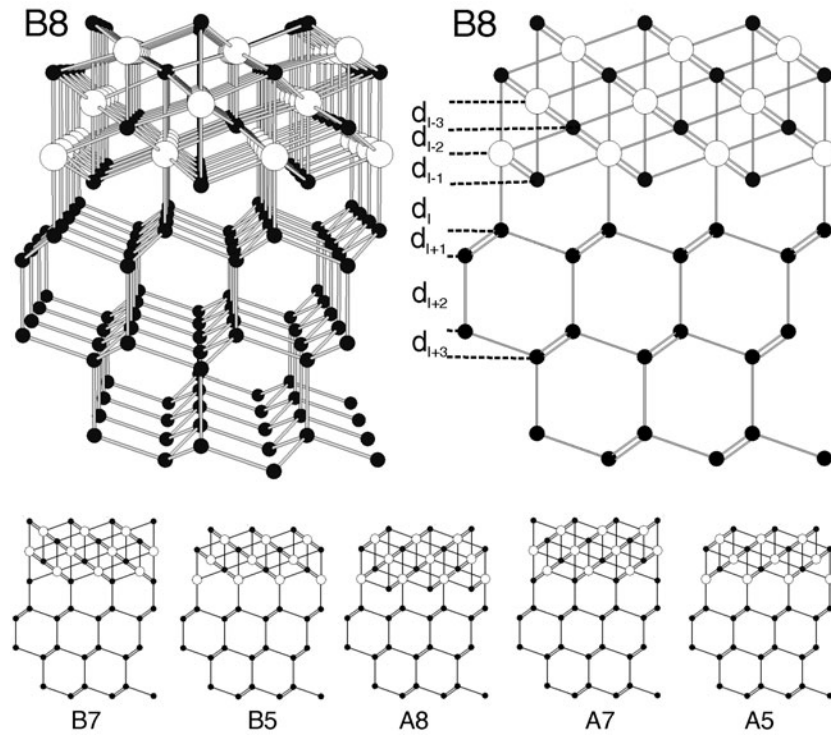 B8
B8
d_{l-3}
d_{l-2}
d_{l-1}
d_l
d_{l+1}
d_{l+2}
d_{l+3}
B7 B5 A8 A7 A5